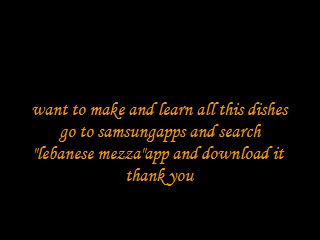 want to make and learn all this dishes
go to samsungapps and search
"lebanese mezza"app and download it
thank you